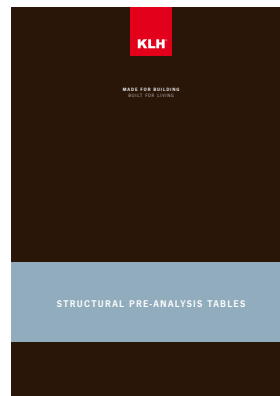 KLH
MADE FOR BUILDING
BUILT FOR LIVING
STRUCTURAL PRE-ANALYSIS TABLES